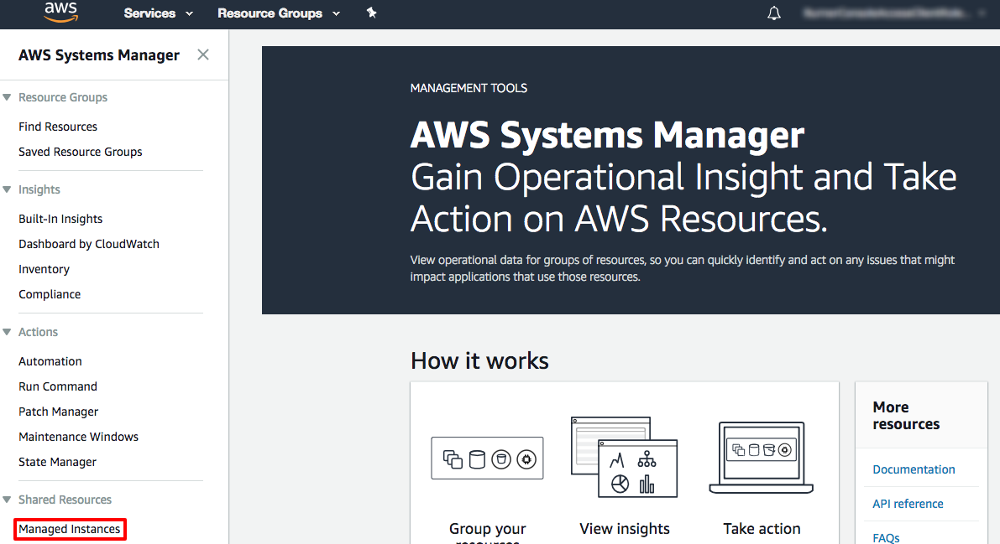 aws
Services
Resource Groups
AWS Systems Manager
Resource Groups
Find Resources
Saved Resource Groups
Insights
Built-In Insights
Dashboard by CloudWatch
Inventory
Compliance
Actions
Automation
Run Command
Patch Manager
Maintenance Windows
State Manager
Shared Resources
Managed Instances
MANAGEMENT TOOLS
AWS Systems Manager
Gain Operational Insight and Take
Action on AWS Resources.
View operational data for groups of resources, so you can quickly identify and act on any issues that might
impact applications that use those resources.
How it works
Group your
resources
View insights
Take action
More
resources
Documentation
API reference
FAQs